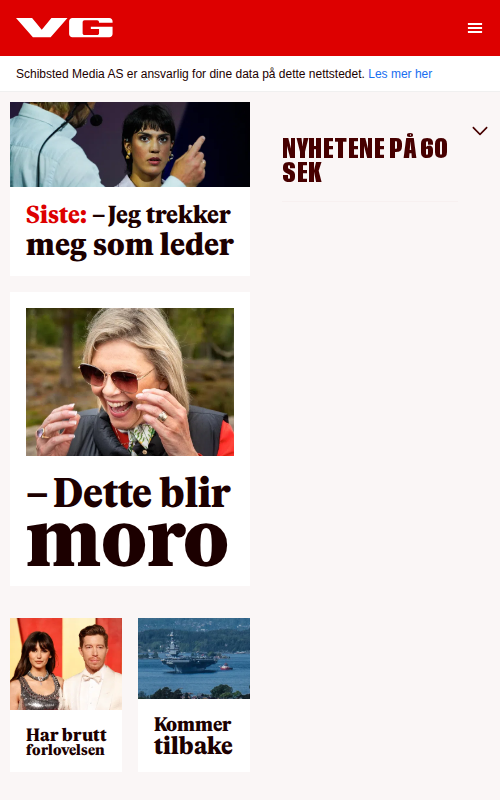 VG
Schibsted Media AS er ansvarlig for dine data på dette nettstedet. Les mer her
Siste: – Jeg trekker
meg som leder
NYHETENE PÅ 60
SEK
– Dette blir
moro
Har brutt
forlovelsen
Kommer
tilbake